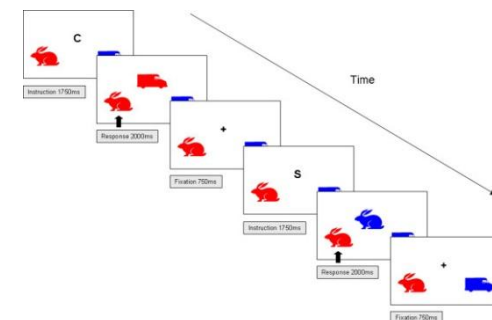 C
Time
Instruction 1750ms
Response 2000ms
+
Fixation 750ms
S
Instruction 1750ms
Response 2000ms
+
Fixation 750ms